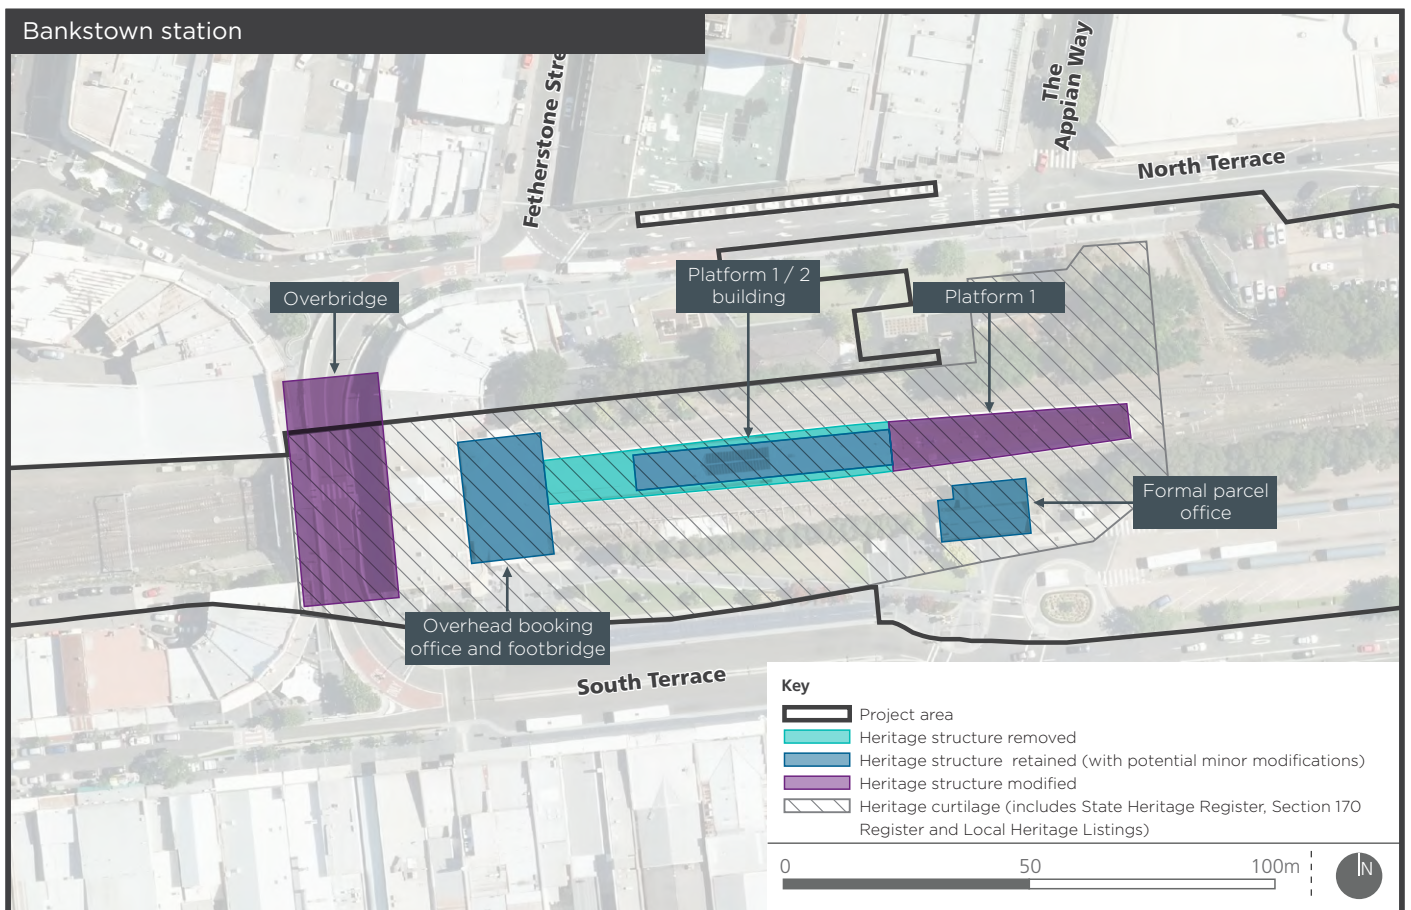 Bankstown station
Fetherstone Stre
The
Appian Way
North Terrace
Platform 1 / 2
building
Overbridge
Platform 1
Formal parcel
office
Overhead booking
office and footbridge
South Terrace
Key
Project area
Heritage structure removed
Heritage structure  retained (with potential minor modifications)
Heritage structure modified
Heritage curtilage (includes State Heritage Register, Section 170
Register and Local Heritage Listings)
0 50 100m
N